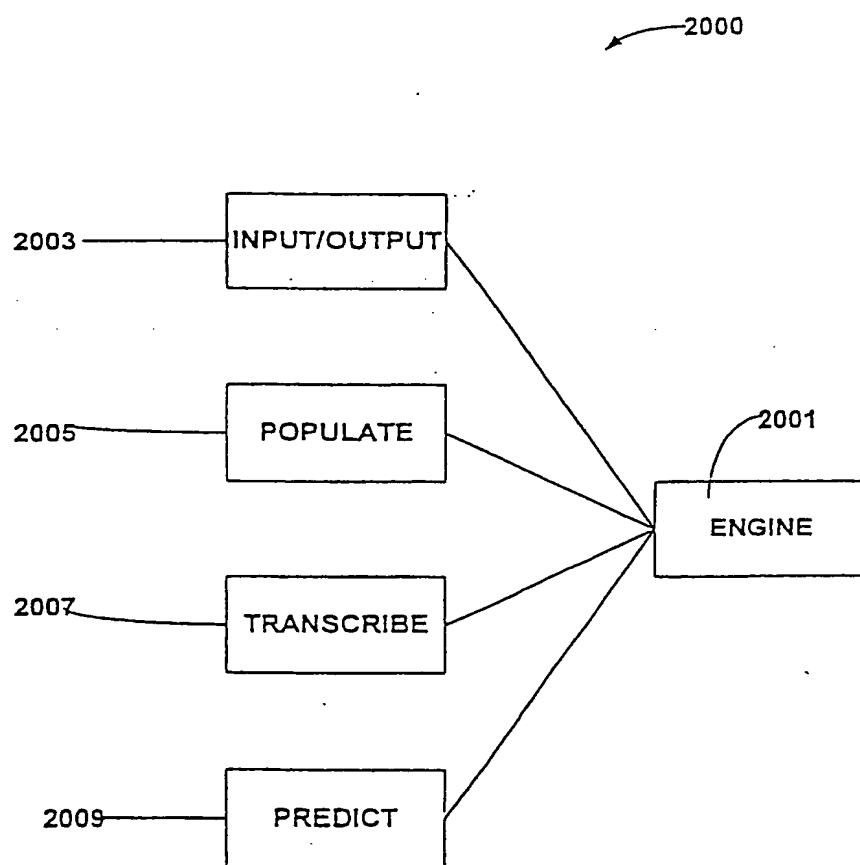 2000
2003
INPUT/OUTPUT
2005
POPULATE
2001
ENGINE
2007
TRANSCRIBE
2009
PREDICT